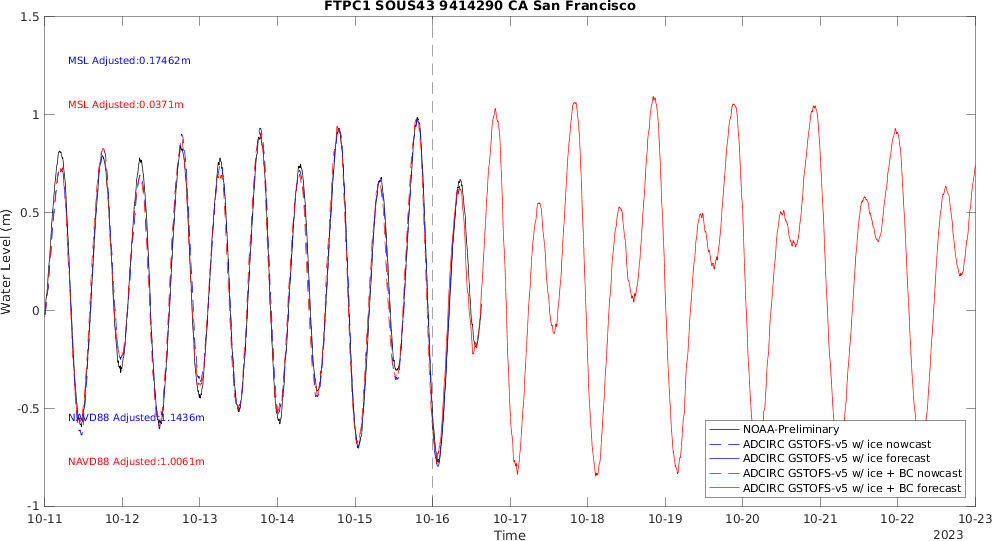 FTPC1 SOUS43 9414290 CA San Francisco
1.5
MSL Adjusted:0.17462m
MSL Adjusted:0.0371m
1
0.5
Water Level (m)
0
-0.5
NAVD88 Adjusted:1.1436m
NAVD88 Adjusted:1.0061m
-1
NOAA-Preliminary
ADCIRC GSTOFS-v5 w/ ice nowcast
ADCIRC GSTOFS-v5 w/ ice forecast
ADCIRC GSTOFS-v5 w/ ice + BC nowcast
ADCIRC GSTOFS-v5 w/ ice + BC forecast
10-11 10-12 10-13 10-14 10-15 10-16 10-17 10-18 10-19 10-20 10-21 10-22 10-23
Time
2023